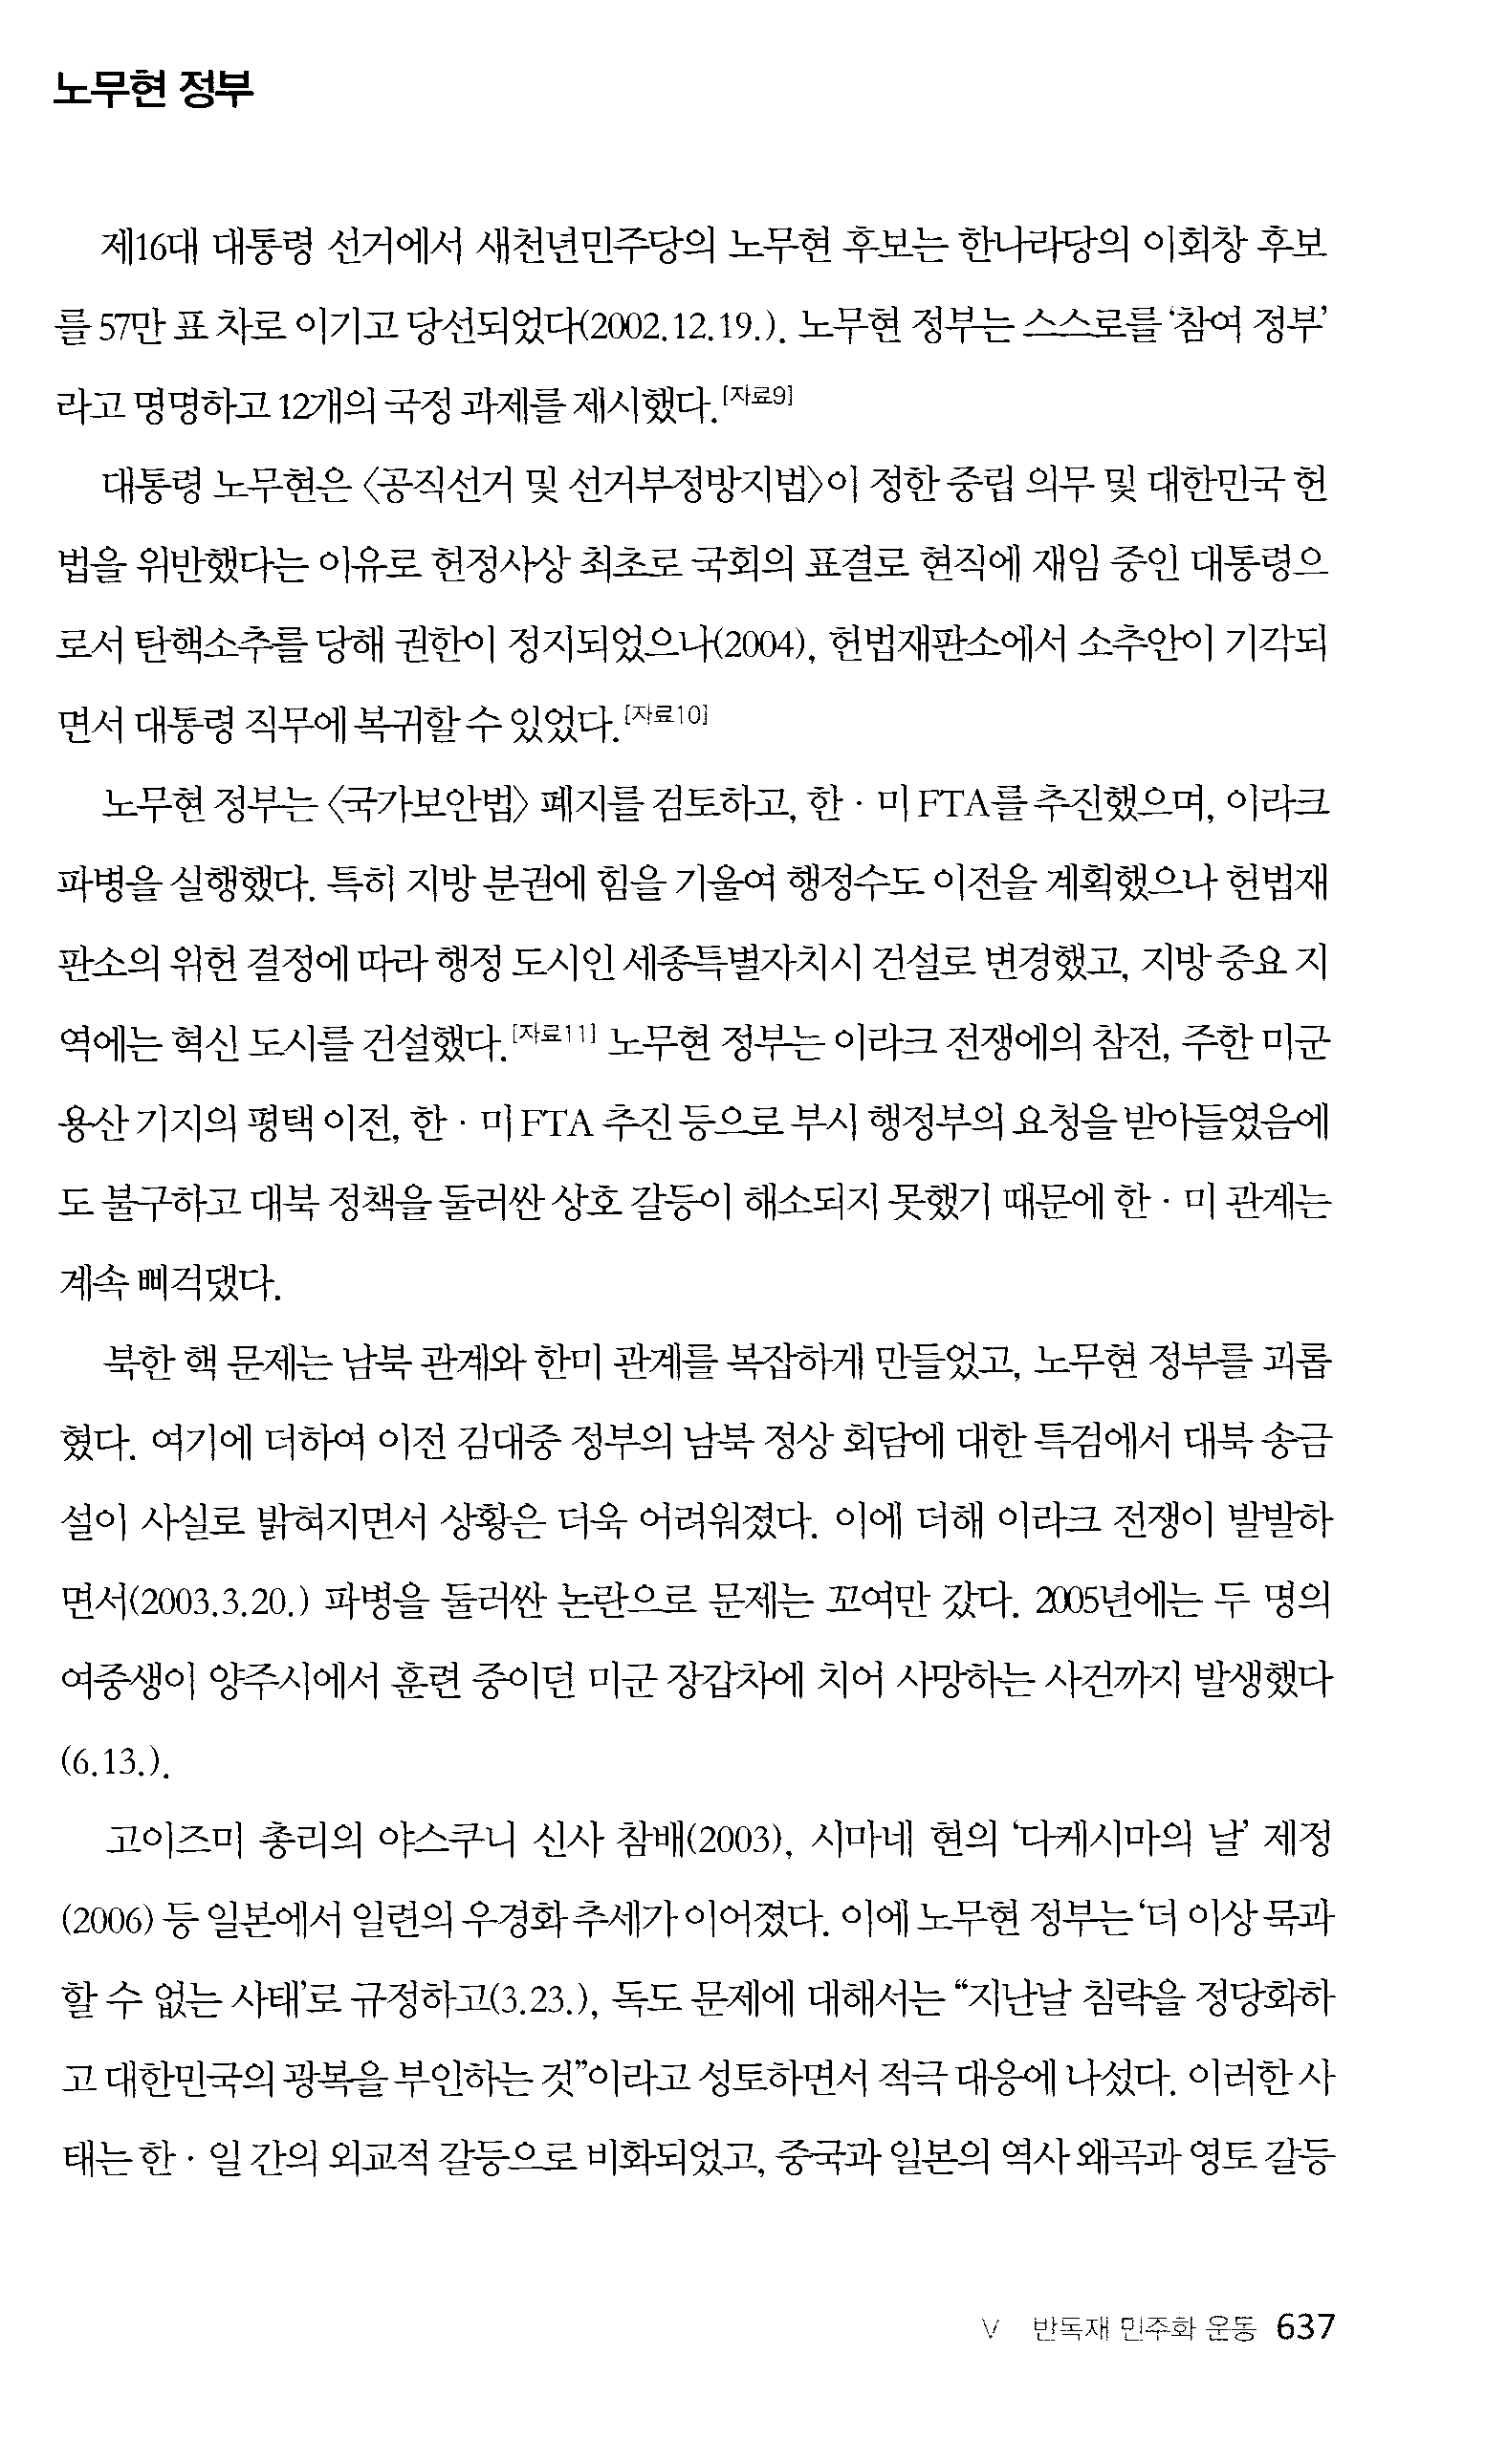 노무현 정부
제16대 대통령 선거에서 새천년민주당의 노무현 후보는 한나라당의 이회창 후보
를 57만 표 차로 이기고 당선되었다(2002.12.19.). 노무현 정부는 스스로를 '참여 정부'
라고 명명하고 12개의 국정 과제를 제시했다.[자료9]
대통령 노무현은 〈공직선거 및 선거부정방지법〉이 정한 중립 의무 및 대한민국 헌
법을 위반했다는 이유로 헌정사상 최초로 국회의 표결로 현직에 재임 중인 대통령으
로서 탄핵소추를 당해 권한이 정지되었으나(2004), 헌법재판소에서 소추안이 기각되
면서 대통령 직무에 복귀할 수 있었다.[자료10]
노무현 정부는 〈국가보안법〉 폐지를 검토하고, 한·미 FTA를 추진했으며, 이라크
파병을 실행했다. 특히 지방 분권에 힘을 기울여 행정수도 이전을 계획했으나 헌법재
판소의 위헌 결정에 따라 행정 도시인 세종특별자치시 건설로 변경했고, 지방 중요 지
역에는 혁신 도시를 건설했다.[자료11] 노무현 정부는 이라크 전쟁에의 참전, 주한 미군
용산 기지의 평택 이전, 한·미 FTA 추진 등으로 부시 행정부의 요청을 받아들였음에
도 불구하고 대북 정책을 둘러싼 상호 갈등이 해소되지 못했기 때문에 한·미 관계는
계속 삐걱댔다.
북한 핵 문제는 남북 관계와 한미 관계를 복잡하게 만들었고, 노무현 정부를 괴롭
혔다. 여기에 더하여 이전 김대중 정부의 남북 정상 회담에 대한 특검에서 대북 송금
설이 사실로 밝혀지면서 상황은 더욱 어려워졌다. 이에 더해 이라크 전쟁이 발발하
면서(2003.3.20.) 파병을 둘러싼 논란으로 문제는 꼬여만 갔다. 2005년에는 두 명의
여중생이 양주시에서 훈련 중이던 미군 장갑차에 치어 사망하는 사건까지 발생했다
(6.13.).
고이즈미 총리의 야스쿠니 신사 참배(2003), 시마네 현의 '다케시마의 날' 제정
(2006) 등 일본에서 일련의 우경화 추세가 이어졌다. 이에 노무현 정부는 '더 이상 묵과
할 수 없는 사태'로 규정하고(3.23.), 독도 문제에 대해서는 “지난날 침략을 정당화하
고 대한민국의 광복을 부인하는 것”이라고 성토하면서 적극 대응에 나섰다. 이러한 사
태는 한·일 간의 외교적 갈등으로 비화되었고, 중국과 일본의 역사 왜곡과 영토 갈등
V 반독재 민주화 운동 637